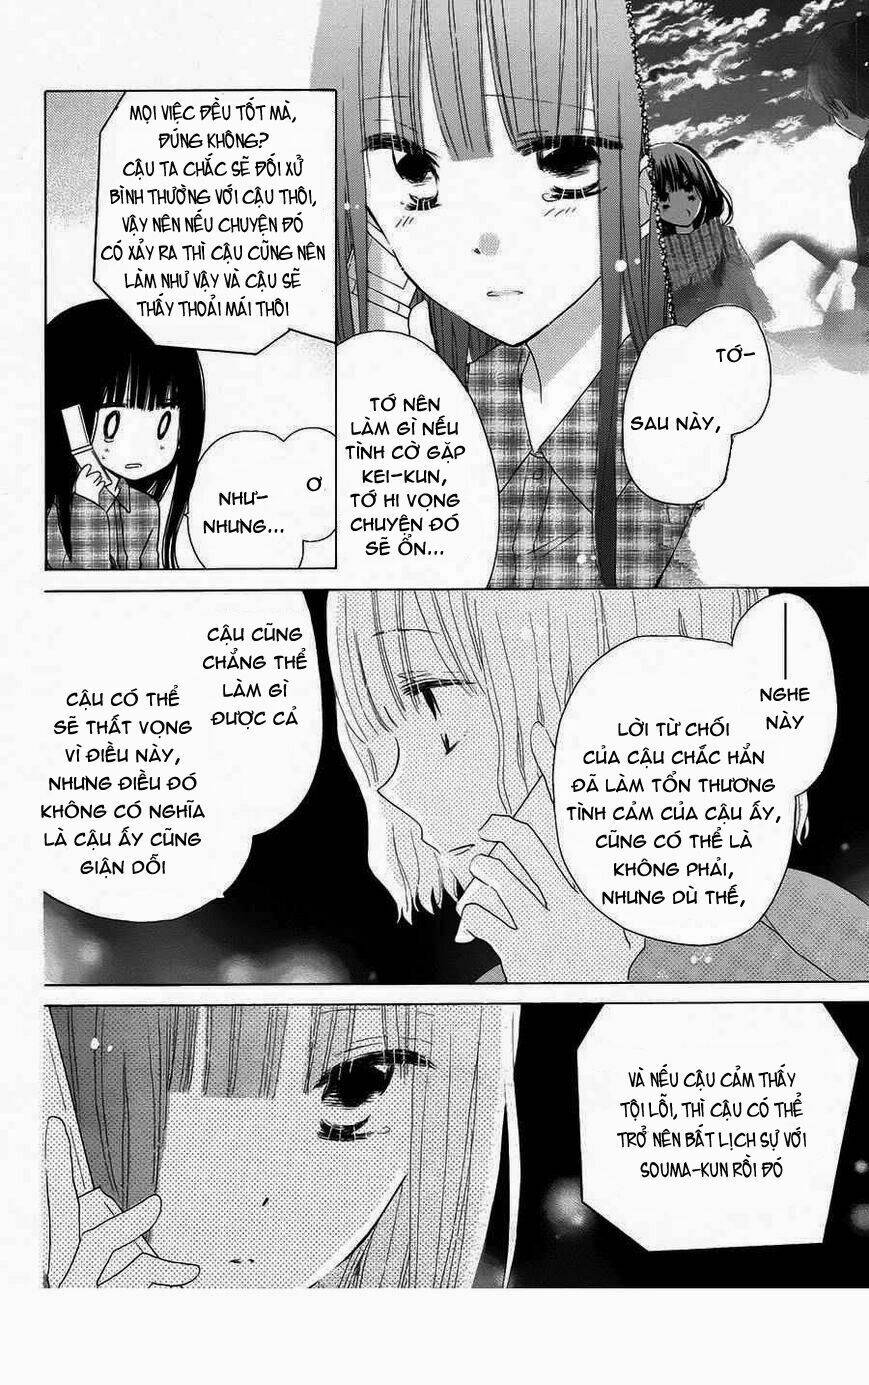 TỚ-
SAU NÀY,
TỚ NÊN
LÀM GÌ NẾU
TÌNH CỜ GẶP
KEI-KUN,
TỚ HI VỌNG
CHUYỆN ĐÓ
SẼ ỔN...
MỌI VIỆC ĐỀU TỐT MÀ,
ĐÚNG KHÔNG?
CẬU TA CHẮC SẼ ĐỐI XỬ
BÌNH THƯỜNG VỚI CẬU THÔI,
VẬY NÊN NẾU CHUYỆN ĐÓ
CÓ XẢY RA THÌ CẬU CŨNG NÊN
LÀM NHƯ VẬY VÀ CẬU SẼ
THẤY THOẢI MÁI THÔI
Ơ
NHƯ-
NHƯNG...
NGHE
NÀY
LỜI TỪ CHỐI
CỦA CẬU CHẮC HẲN
ĐÃ LÀM TỔN THƯƠNG
TÌNH CẢM CỦA CẬU ẤY,
CŨNG CÓ THỂ LÀ
KHÔNG PHẢI,
NHƯNG DÙ THẾ,
CẬU CŨNG
CHẲNG THỂ
LÀM GÌ
ĐƯỢC CẢ
CẬU CÓ THỂ
SẼ THẤT VỌNG
VÌ ĐIỀU NÀY,
NHƯNG ĐIỀU ĐÓ
KHÔNG CÓ NGHĨA
LÀ CẬU ẤY CŨNG
GIẬN DỖI
VÀ NẾU CẬU CẢM THẤY
TỘI LỖI, THÌ CẬU CÓ THỂ
TRỞ NÊN BẤT LỊCH SỰ VỚI
SOUMA-KUN RỒI ĐÓ